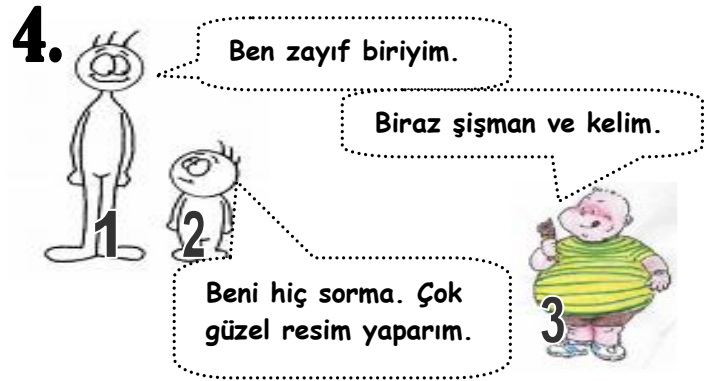 4.
Ben zayıf biriyim.
Biraz şişman ve kelim.
1
2
Beni hiç sorma. Çok
güzel resim yaparım.
3